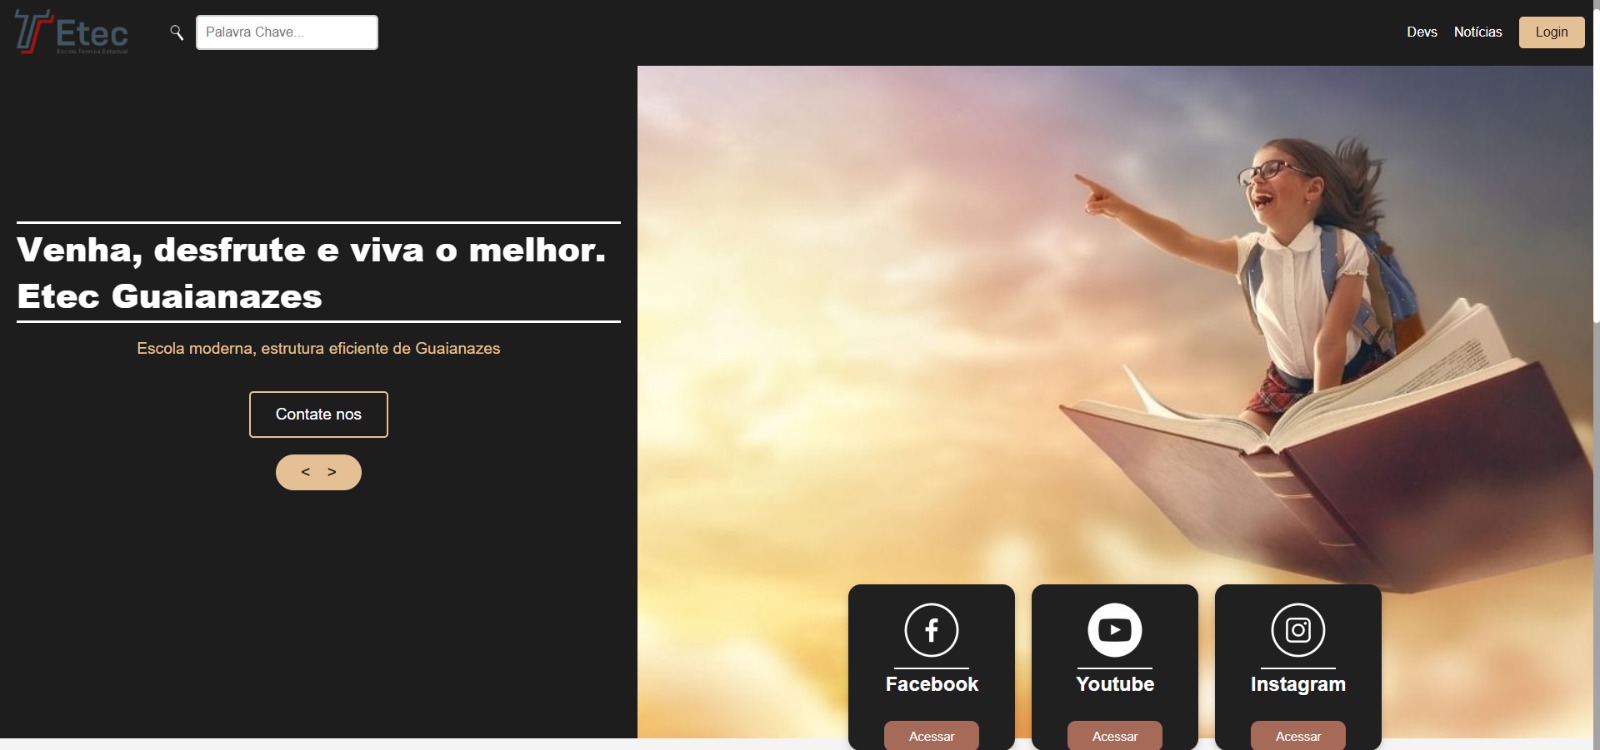 Etec
Escola Técnica Estadual
Palavra Chave...
Devs
Notícias
Login
Venha, desfrute e viva o melhor.
Etec Guaianazes
Escola moderna, estrutura eficiente de Guaianazes
Contate nos
< >
Facebook
Youtube
Instagram
Acessar
Acessar
Acessar